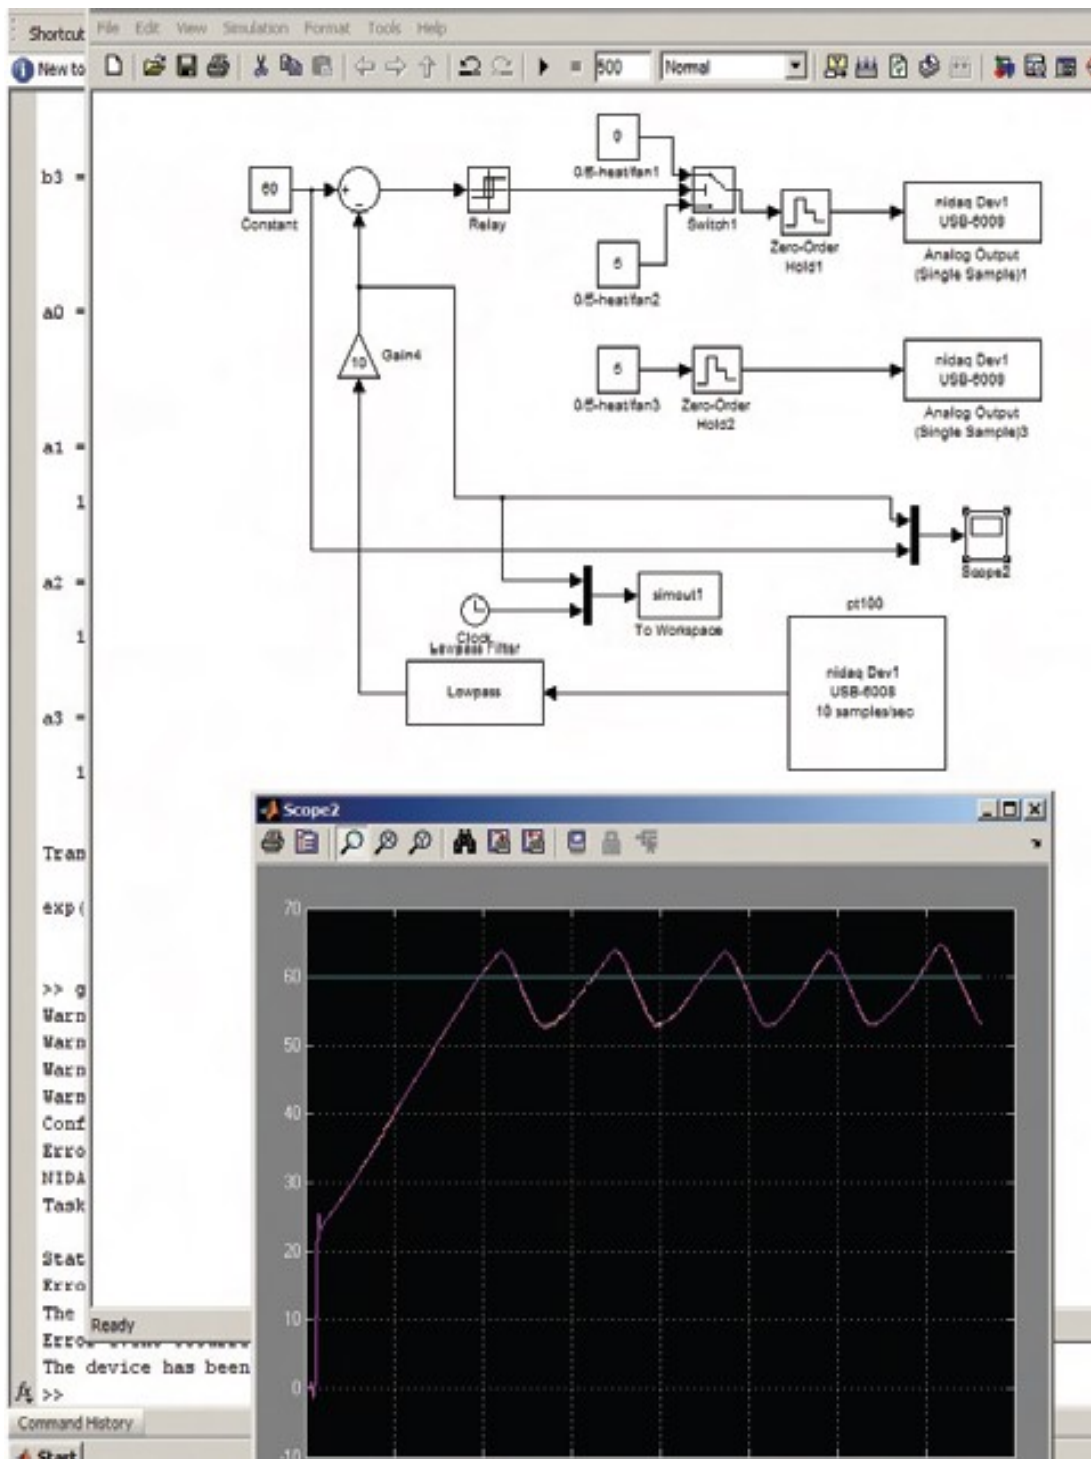 Shortcut
File Edit View Simulation Format Tools Help
New to
500
Normal
b3 =
a0 =
a1 =
1
a2 =
1
a3 =
1
Tran
exp(
>> g
Warn
Warn
Warn
Warn
Conf
Erro
NIDA
Task
Stat
Erro
The
60
Constant
Relay
0
0/5-heat/fan1
Switch1
5
0/5-heat/fan2
Zero-Order
Hold1
nidaq Dev1
USB-6008
Analog Output
(Single Sample)1
10
Gain4
5
0/5-heat/fan3
Zero-Order
Hold2
nidaq Dev1
USB-6008
Analog Output
(Single Sample)3
Scope2
simout1
To Workspace
Clock
Lowpass Filter
Lowpass
pt100
nidaq Dev1
USB-6008
10 samples/sec
Scope2
70
60
50
40
30
20
10
0
-10
Ready
The device has been
>>
Command History
Start